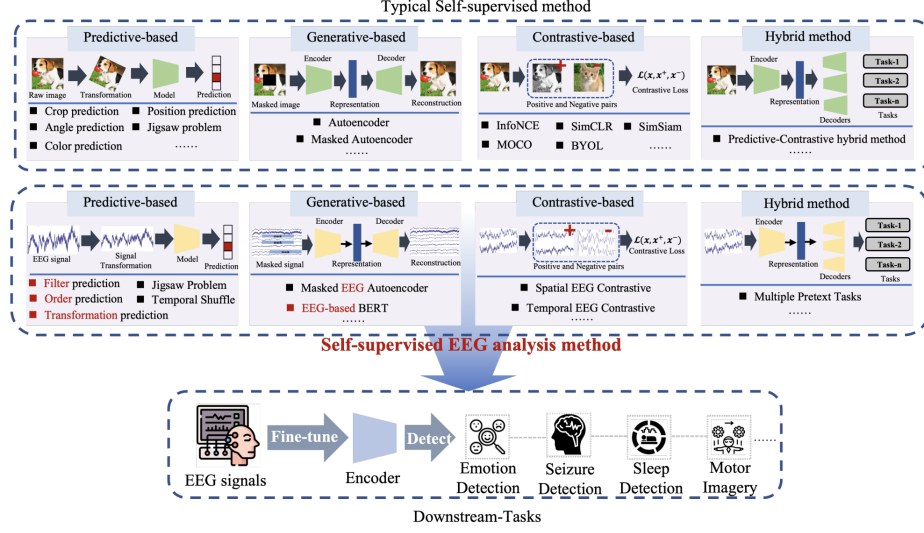 Typical Self-supervised method
Predictive-based
Raw image
Transformation
Model
Prediction
Crop prediction
Position prediction
Angle prediction
Jigsaw problem
Color prediction
......
Generative-based
Encoder
Decoder
Masked image
Representation
Reconstruction
Autoencoder
Masked Autoencoder
......
Contrastive-based
+
ℒ(x, x⁺, x⁻)
Contrastive Loss
Positive and Negative pairs
InfoNCE
SimCLR
SimSiam
MOCO
BYOL
......
Hybrid method
Encoder
Representation
Decoders
Task-1
Task-2
Task-n
Tasks
Predictive-Contrastive hybrid method
......
Predictive-based
EEG signal
Signal
Transformation
Model
Prediction
Filter prediction
Jigsaw Problem
Order prediction
Temporal Shuffle
Transformation prediction
......
Generative-based
Encoder
Decoder
Masked signal
Representation
Reconstruction
Masked EEG Autoencoder
EEG-based BERT
......
Contrastive-based
+ -
ℒ(x, x⁺, x⁻)
Contrastive Loss
Positive and Negative pairs
Spatial EEG Contrastive
Temporal EEG Contrastive
......
Hybrid method
Encoder
Representation
Decoders
Task-1
Task-2
Task-n
Tasks
Multiple Pretext Tasks
......
Self-supervised EEG analysis method
EEG signals
Fine-tune
Encoder
Detect
Emotion
Detection
Seizure
Detection
Sleep
Detection
Motor
Imagery
......
Downstream-Tasks